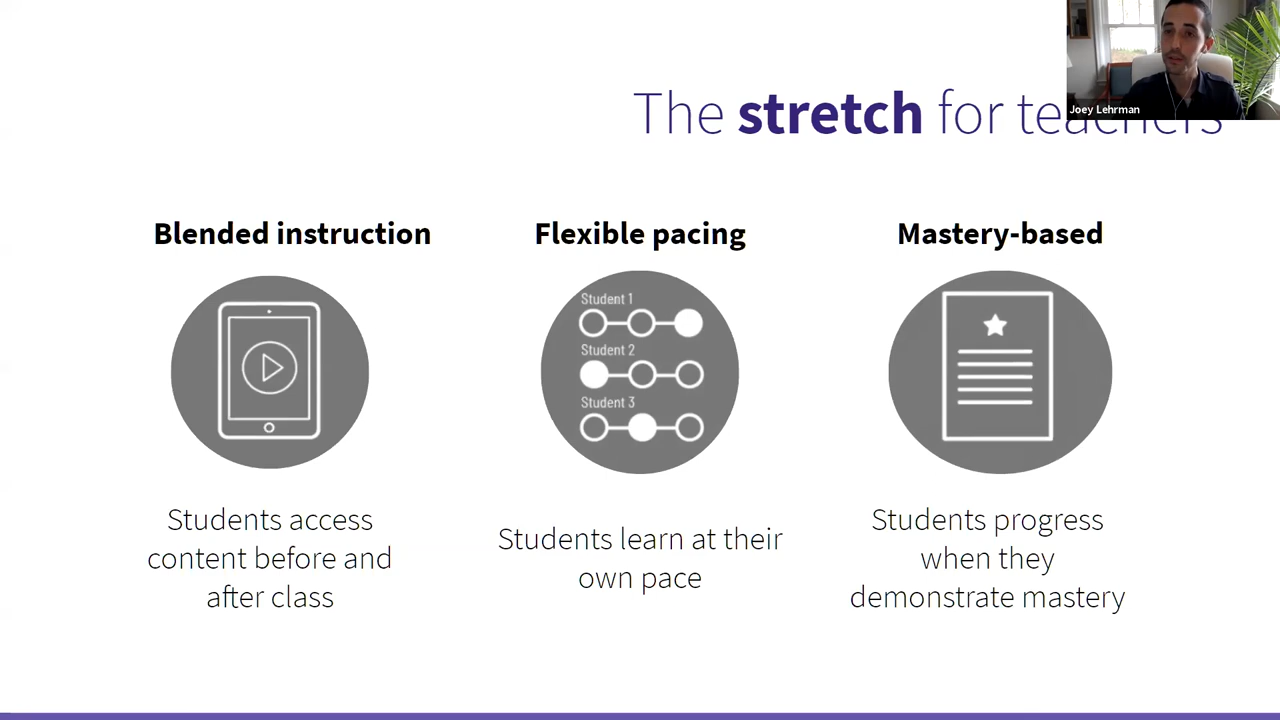 Joey Lehrman
The stretch for teachers
Blended instruction
Flexible pacing
Mastery-based
Student 1
Student 2
Student 3
Students access
content before and
after class
Students learn at their
own pace
Students progress
when they
demonstrate mastery